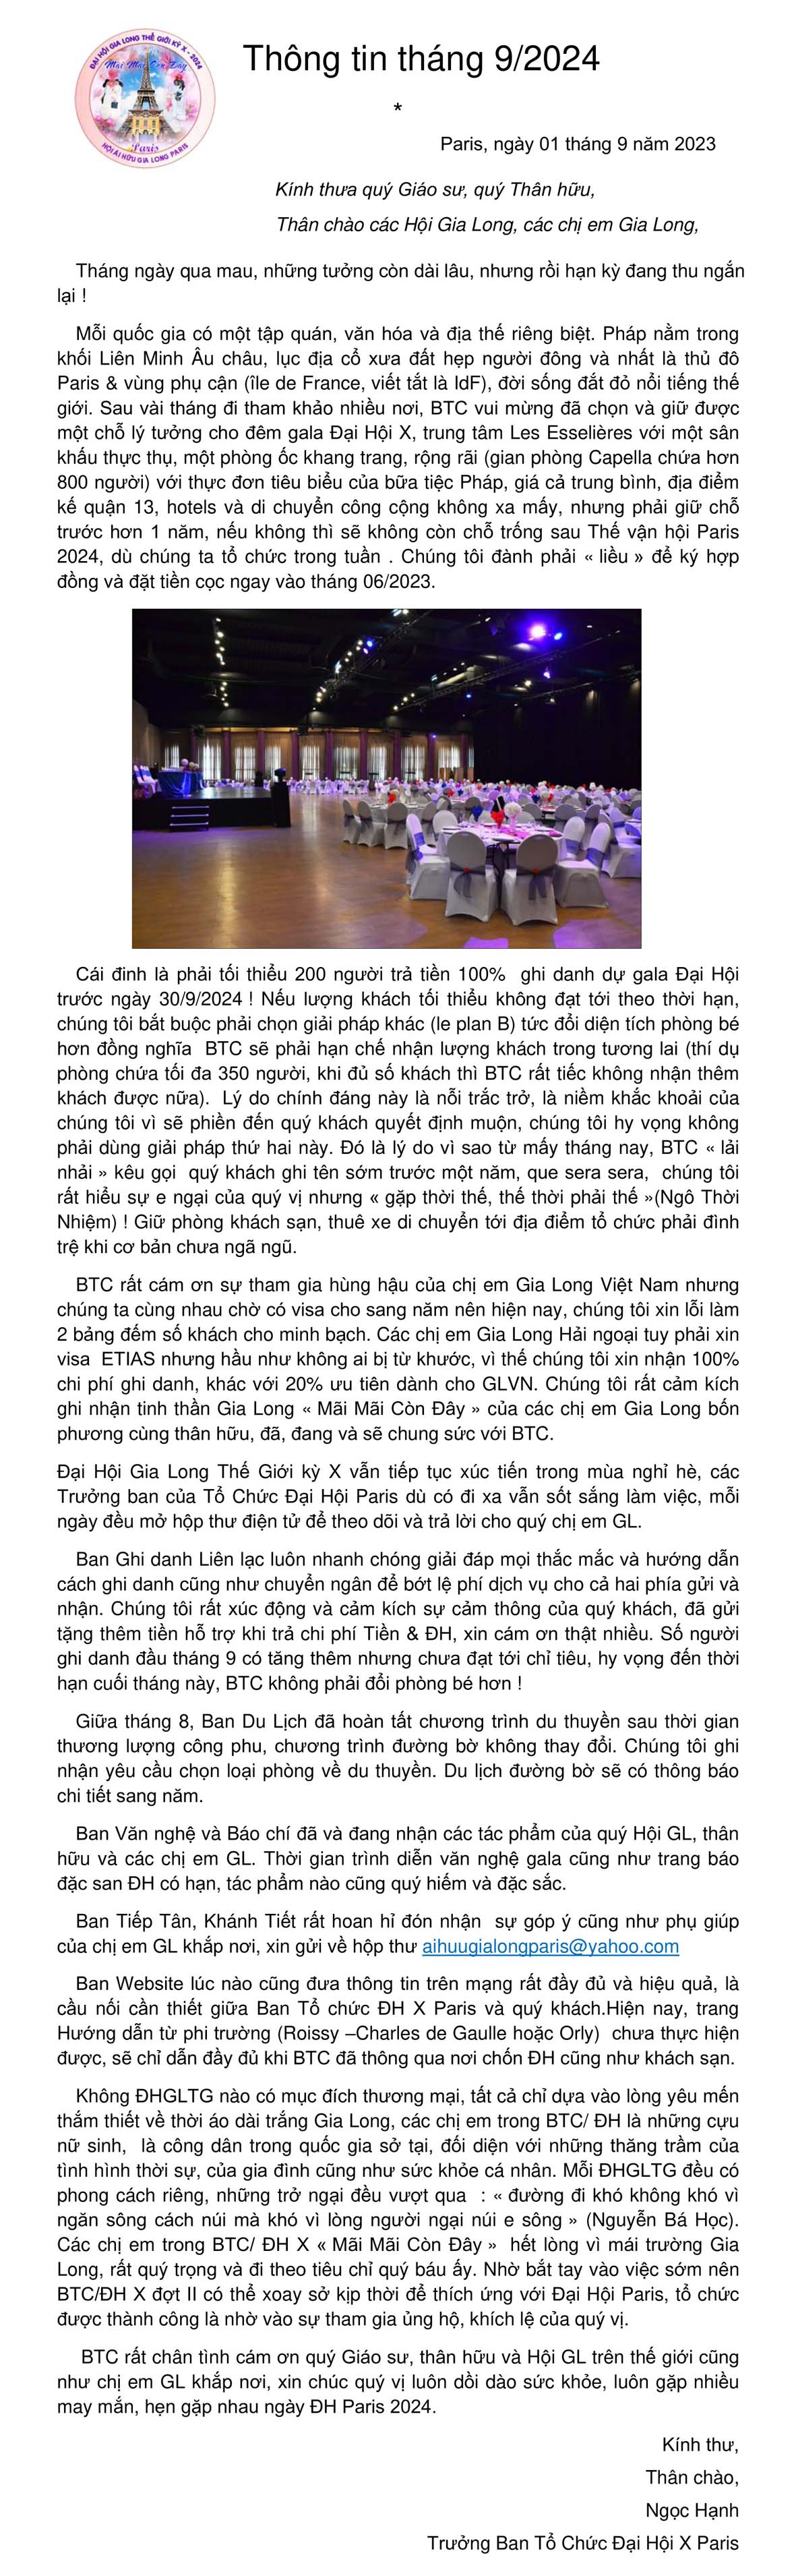 ĐẠI HỘI GIA LONG THẾ GIỚI KỲ X - 2024
Mãi Mãi Còn Đây
Paris
HỘI ÁI HỮU GIA LONG PARIS
Thông tin tháng 9/2024
*
Paris, ngày 01 tháng 9 năm 2023
Kính thưa quý Giáo sư, quý Thân hữu,
Thân chào các Hội Gia Long, các chị em Gia Long,
Tháng ngày qua mau, những tưởng còn dài lâu, nhưng rồi hạn kỳ đang thu ngắn
lại !
Mỗi quốc gia có một tập quán, văn hóa và địa thế riêng biệt. Pháp nằm trong
khối Liên Minh Âu châu, lục địa cổ xưa đất hẹp người đông và nhất là thủ đô
Paris & vùng phụ cận (île de France, viết tắt là IdF), đời sống đắt đỏ nổi tiếng thế
giới. Sau vài tháng đi tham khảo nhiều nơi, BTC vui mừng đã chọn và giữ được
một chỗ lý tưởng cho đêm gala Đại Hội X, trung tâm Les Esselières với một sân
khấu thực thụ, một phòng ốc khang trang, rộng rãi (gian phòng Capella chứa hơn
800 người) với thực đơn tiêu biểu của bữa tiệc Pháp, giá cả trung bình, địa điểm
kế quận 13, hotels và di chuyển công cộng không xa mấy, nhưng phải giữ chỗ
trước hơn 1 năm, nếu không thì sẽ không còn chỗ trống sau Thế vận hội Paris
2024, dù chúng ta tổ chức trong tuần . Chúng tôi đành phải « liều » để ký hợp
đồng và đặt tiền cọc ngay vào tháng 06/2023.
Cái đinh là phải tối thiểu 200 người trả tiền 100% ghi danh dự gala Đại Hội
trước ngày 30/9/2024 ! Nếu lượng khách tối thiểu không đạt tới theo thời hạn,
chúng tôi bắt buộc phải chọn giải pháp khác (le plan B) tức đổi diện tích phòng bé
hơn đồng nghĩa BTC sẽ phải hạn chế nhận lượng khách trong tương lai (thí dụ
phòng chứa tối đa 350 người, khi đủ số khách thì BTC rất tiếc không nhận thêm
khách được nữa). Lý do chính đáng này là nỗi trắc trở, là niềm khắc khoải của
chúng tôi vì sẽ phiền đến quý khách quyết định muộn, chúng tôi hy vọng không
phải dùng giải pháp thứ hai này. Đó là lý do vì sao từ mấy tháng nay, BTC « lải
nhải » kêu gọi quý khách ghi tên sớm trước một năm, que sera sera, chúng tôi
rất hiểu sự e ngại của quý vị nhưng « gặp thời thế, thế thời phải thế »(Ngô Thời
Nhiệm) ! Giữ phòng khách sạn, thuê xe di chuyển tới địa điểm tổ chức phải đình
trệ khi cơ bản chưa ngã ngũ.
BTC rất cám ơn sự tham gia hùng hậu của chị em Gia Long Việt Nam nhưng
chúng ta cùng nhau chờ có visa cho sang năm nên hiện nay, chúng tôi xin lỗi làm
2 bảng đếm số khách cho minh bạch. Các chị em Gia Long Hải ngoại tuy phải xin
visa ETIAS nhưng hầu như không ai bị từ khước, vì thế chúng tôi xin nhận 100%
chi phí ghi danh, khác với 20% ưu tiên dành cho GLVN. Chúng tôi rất cảm kích
ghi nhận tinh thần Gia Long « Mãi Mãi Còn Đây » của các chị em Gia Long bốn
phương cùng thân hữu, đã, đang và sẽ chung sức với BTC.
Đại Hội Gia Long Thế Giới kỳ X vẫn tiếp tục xúc tiến trong mùa nghỉ hè, các
Trưởng ban của Tổ Chức Đại Hội Paris dù có đi xa vẫn sốt sắng làm việc, mỗi
ngày đều mở hộp thư điện tử để theo dõi và trả lời cho quý chị em GL.
Ban Ghi danh Liên lạc luôn nhanh chóng giải đáp mọi thắc mắc và hướng dẫn
cách ghi danh cũng như chuyển ngân để bớt lệ phí dịch vụ cho cả hai phía gửi và
nhận. Chúng tôi rất xúc động và cảm kích sự cảm thông của quý khách, đã gửi
tặng thêm tiền hỗ trợ khi trả chi phí Tiền & ĐH, xin cám ơn thật nhiều. Số người
ghi danh đầu tháng 9 có tăng thêm nhưng chưa đạt tới chỉ tiêu, hy vọng đến thời
hạn cuối tháng này, BTC không phải đổi phòng bé hơn !
Giữa tháng 8, Ban Du Lịch đã hoàn tất chương trình du thuyền sau thời gian
thương lượng công phu, chương trình đường bờ không thay đổi. Chúng tôi ghi
nhận yêu cầu chọn loại phòng về du thuyền. Du lịch đường bờ sẽ có thông báo
chi tiết sang năm.
Ban Văn nghệ và Báo chí đã và đang nhận các tác phẩm của quý Hội GL, thân
hữu và các chị em GL. Thời gian trình diễn văn nghệ gala cũng như trang báo
đặc san ĐH có hạn, tác phẩm nào cũng quý hiếm và đặc sắc.
Ban Tiếp Tân, Khánh Tiết rất hoan hỉ đón nhận sự góp ý cũng như phụ giúp
của chị em GL khắp nơi, xin gửi về hộp thư aihuugialongparis@yahoo.com
Ban Website lúc nào cũng đưa thông tin trên mạng rất đầy đủ và hiệu quả, là
cầu nối cần thiết giữa Ban Tổ chức ĐH X Paris và quý khách.Hiện nay, trang
Hướng dẫn từ phi trường (Roissy –Charles de Gaulle hoặc Orly) chưa thực hiện
được, sẽ chỉ dẫn đầy đủ khi BTC đã thông qua nơi chốn ĐH cũng như khách sạn.
Không ĐHGLTG nào có mục đích thương mại, tất cả chỉ dựa vào lòng yêu mến
thắm thiết về thời áo dài trắng Gia Long, các chị em trong BTC/ ĐH là những cựu
nữ sinh, là công dân trong quốc gia sở tại, đối diện với những thăng trầm của
tình hình thời sự, của gia đình cũng như sức khỏe cá nhân. Mỗi ĐHGLTG đều có
phong cách riêng, những trở ngại đều vượt qua : « đường đi khó không khó vì
ngăn sông cách núi mà khó vì lòng người ngại núi e sông » (Nguyễn Bá Học).
Các chị em trong BTC/ ĐH X « Mãi Mãi Còn Đây » hết lòng vì mái trường Gia
Long, rất quý trọng và đi theo tiêu chỉ quý báu ấy. Nhờ bắt tay vào việc sớm nên
BTC/ĐH X đợt II có thể xoay sở kịp thời để thích ứng với Đại Hội Paris, tổ chức
được thành công là nhờ vào sự tham gia ủng hộ, khích lệ của quý vị.
BTC rất chân tình cám ơn quý Giáo sư, thân hữu và Hội GL trên thế giới cũng
như chị em GL khắp nơi, xin chúc quý vị luôn dồi dào sức khỏe, luôn gặp nhiều
may mắn, hẹn gặp nhau ngày ĐH Paris 2024.
Kính thư,
Thân chào,
Ngọc Hạnh
Trưởng Ban Tổ Chức Đại Hội X Paris